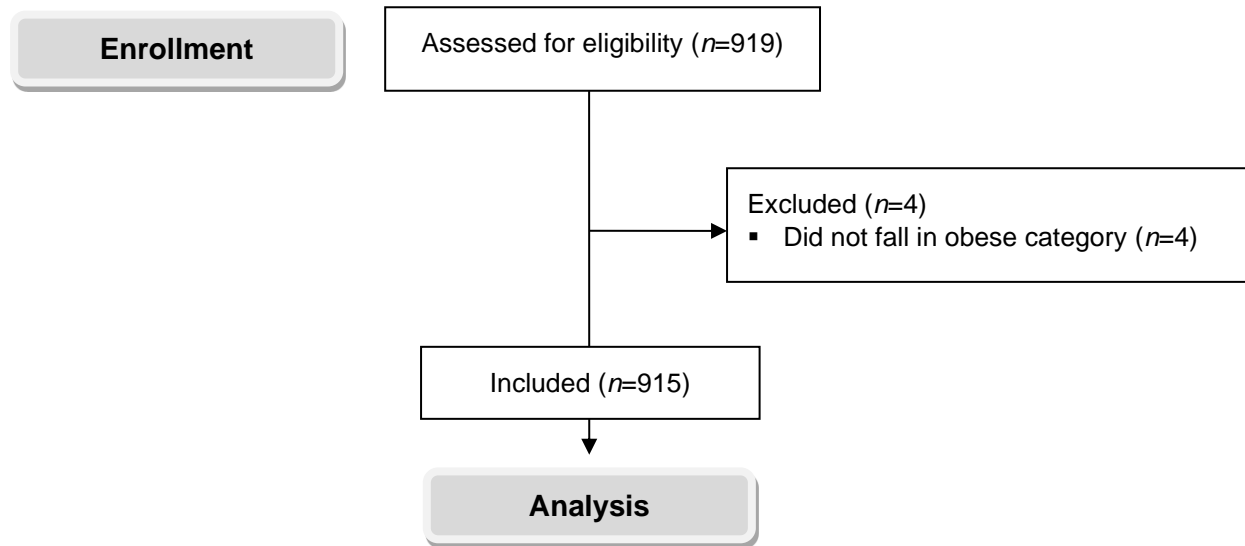 Enrollment
Assessed for eligibility (n=919)
Excluded (n=4)
▪ Did not fall in obese category (n=4)
Included (n=915)
Analysis